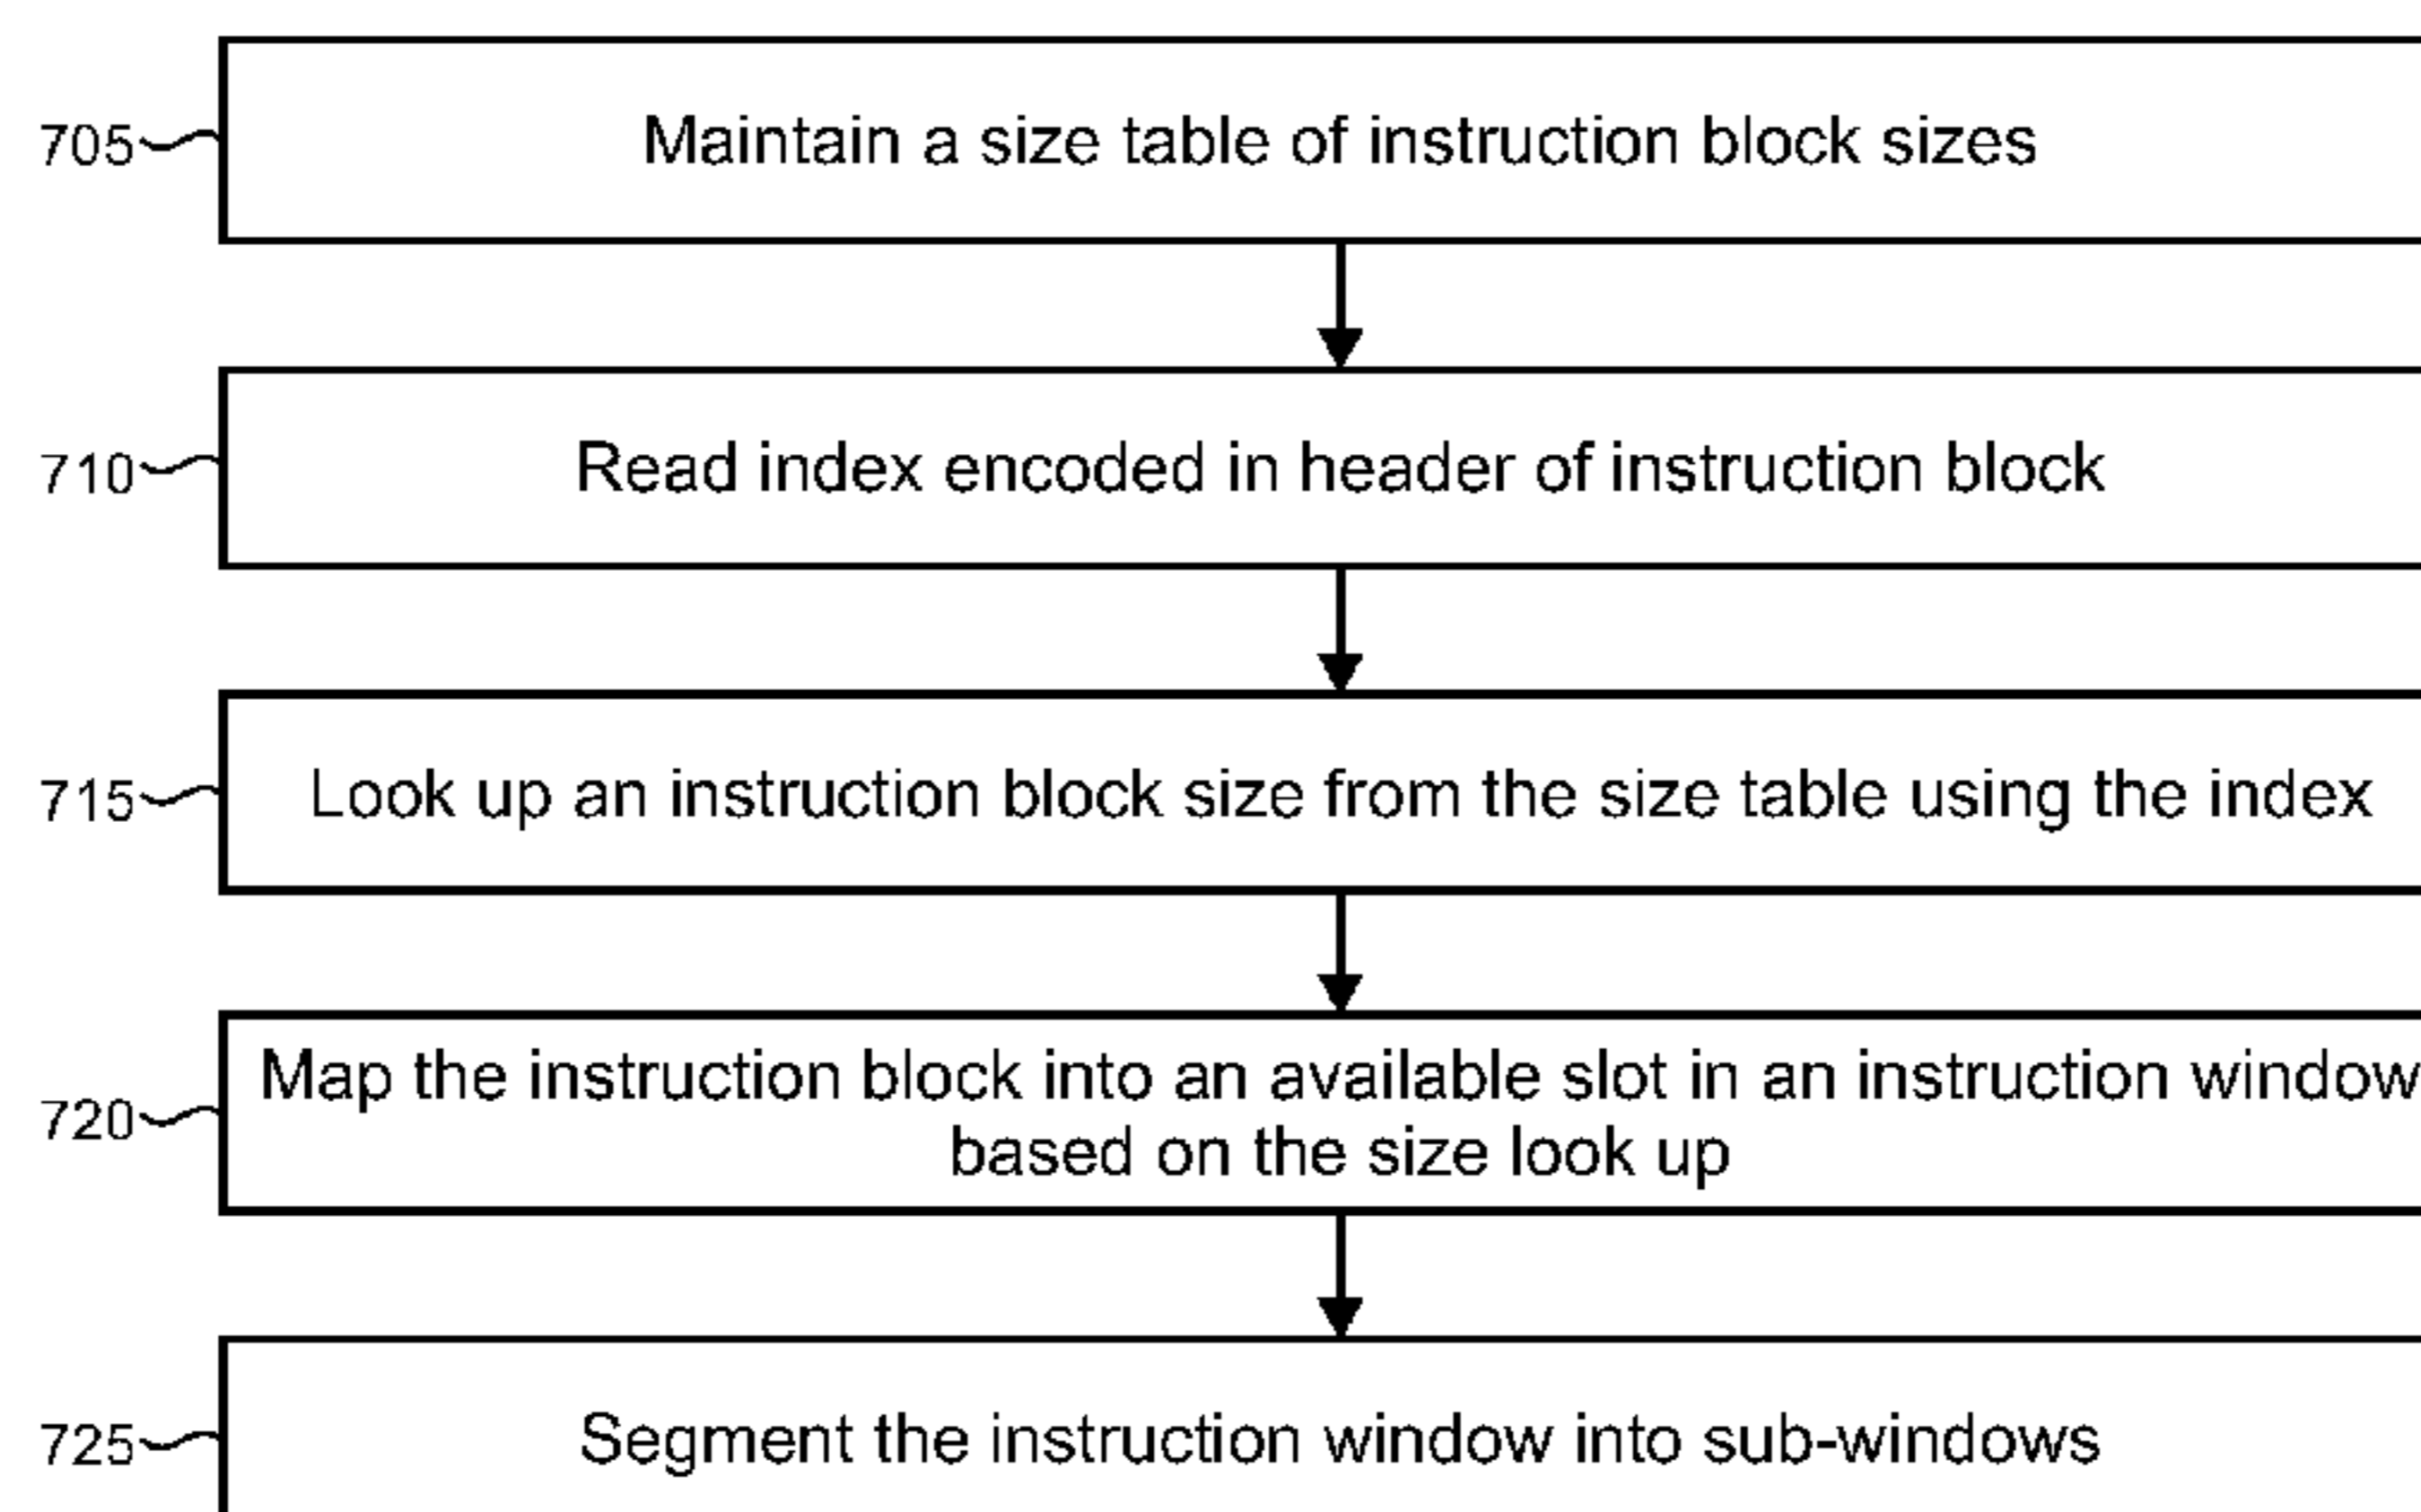 705 Maintain a size table of instruction block sizes
710 Read index encoded in header of instruction block
715 Look up an instruction block size from the size table using the index
720 Map the instruction block into an available slot in an instruction window
based on the size look up
725 Segment the instruction window into sub-windows